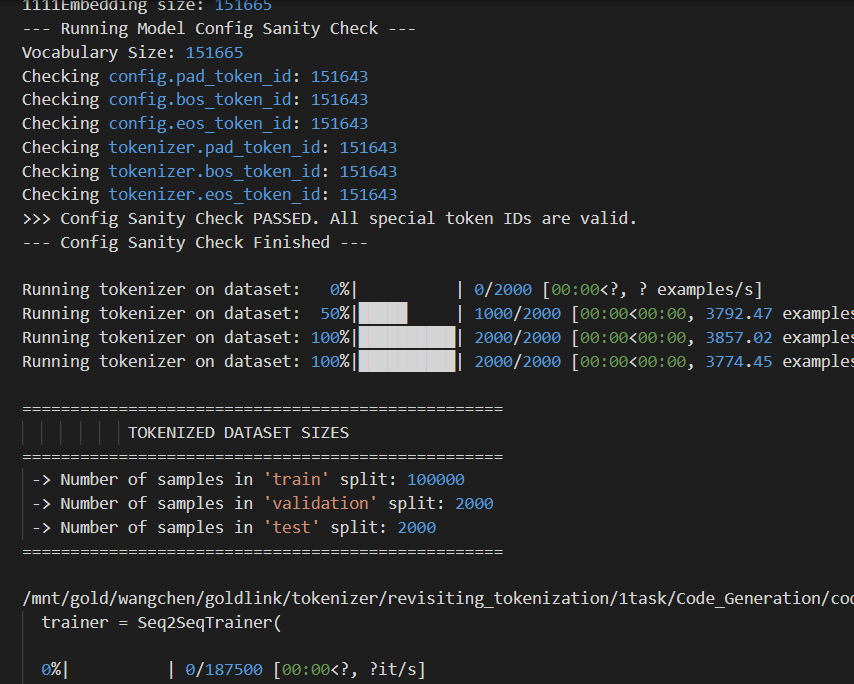 1111Embedding size: 151665
--- Running Model Config Sanity Check ---
Vocabulary Size: 151665
Checking config.pad_token_id: 151643
Checking config.bos_token_id: 151643
Checking config.eos_token_id: 151643
Checking tokenizer.pad_token_id: 151643
Checking tokenizer.bos_token_id: 151643
Checking tokenizer.eos_token_id: 151643
>>> Config Sanity Check PASSED. All special token IDs are valid.
--- Config Sanity Check Finished ---
Running tokenizer on dataset:   0%|          | 0/2000 [00:00<?, ? examples/s]
Running tokenizer on dataset:  50%|█████     | 1000/2000 [00:00<00:00, 3792.47 examples
Running tokenizer on dataset: 100%|██████████| 2000/2000 [00:00<00:00, 3857.02 examples
Running tokenizer on dataset: 100%|██████████| 2000/2000 [00:00<00:00, 3774.45 examples
==================================================
TOKENIZED DATASET SIZES
==================================================
-> Number of samples in 'train' split: 100000
-> Number of samples in 'validation' split: 2000
-> Number of samples in 'test' split: 2000
==================================================
/mnt/gold/wangchen/goldlink/tokenizer/revisiting_tokenization/1task/Code_Generation/cod
trainer = Seq2SeqTrainer(
0%|          | 0/187500 [00:00<?, ?it/s]